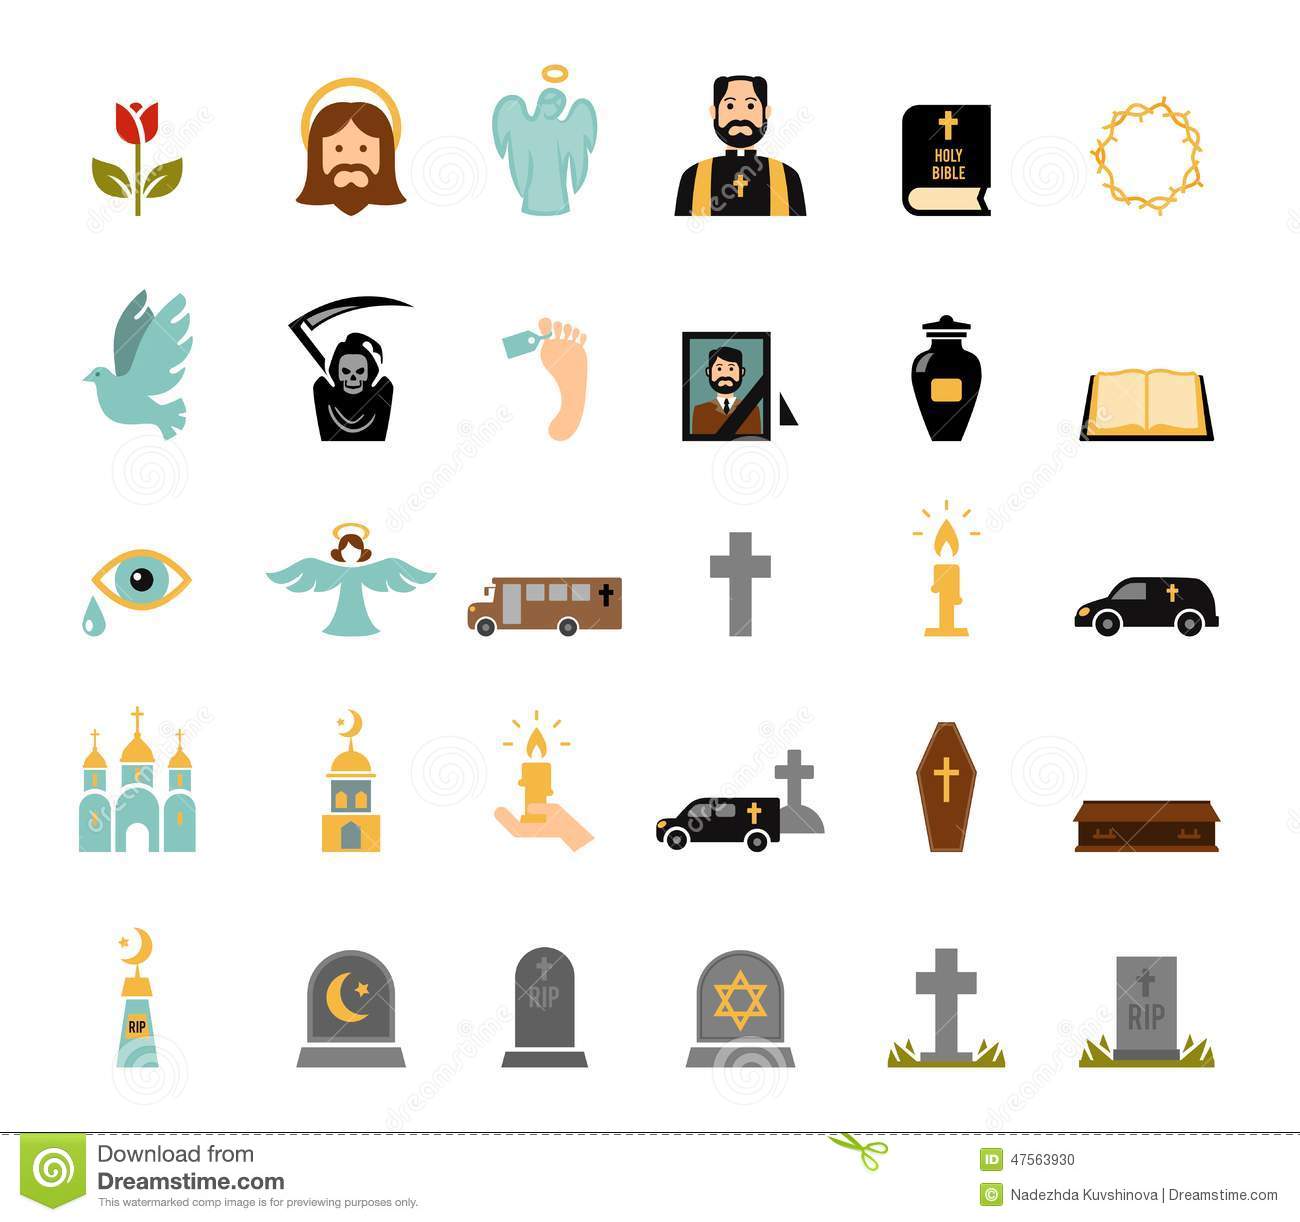 HOLY
BIBLE
RIP
RIP
RIP
Download from
Dreamstime.com
This watermarked comp image is for previewing purposes only.
ID 47563930
© Nadezhda Kuvshinova | Dreamstime.com